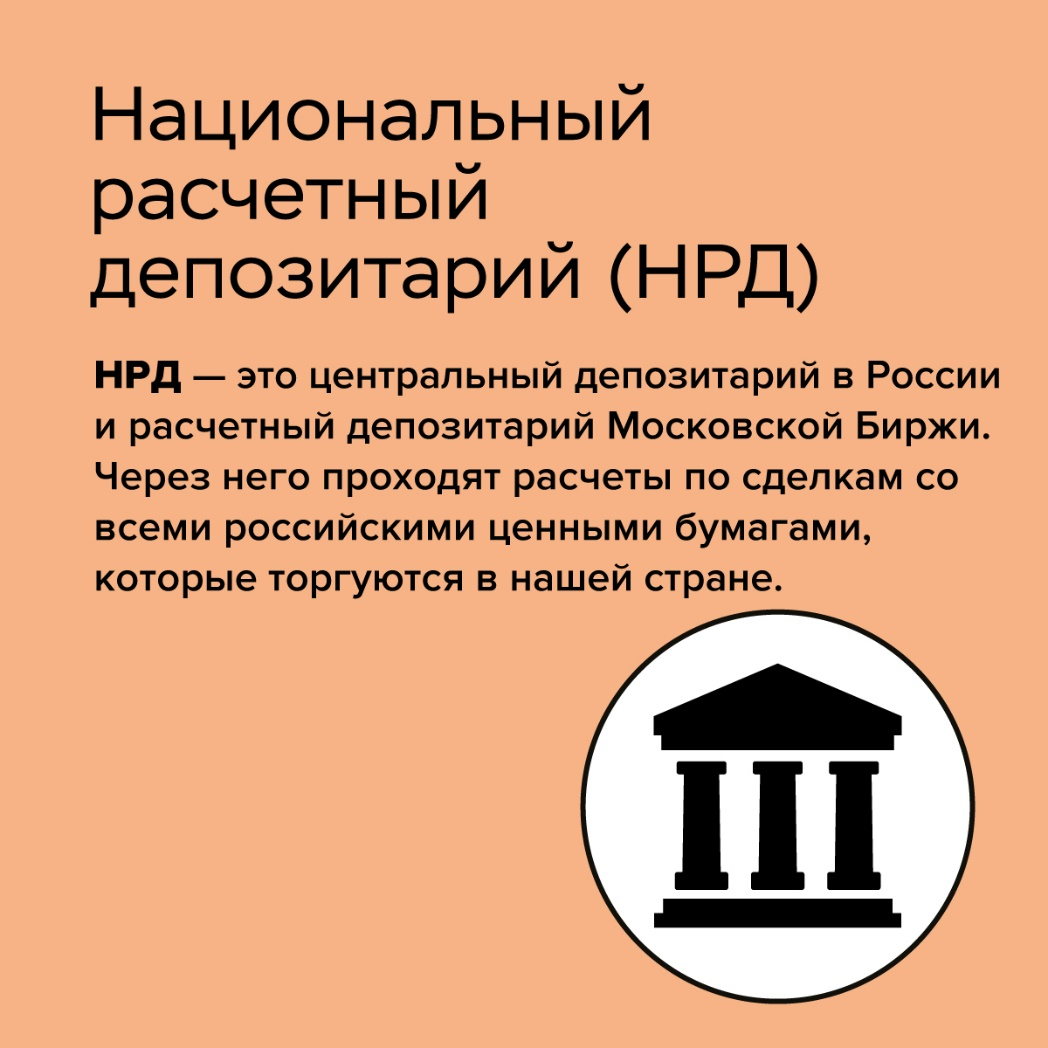 Национальный
расчетный
депозитарий (НРД)
НРД — это центральный депозитарий в России
и расчетный депозитарий Московской Биржи.
Через него проходят расчеты по сделкам со
всеми российскими ценными бумагами,
которые торгуются в нашей стране.